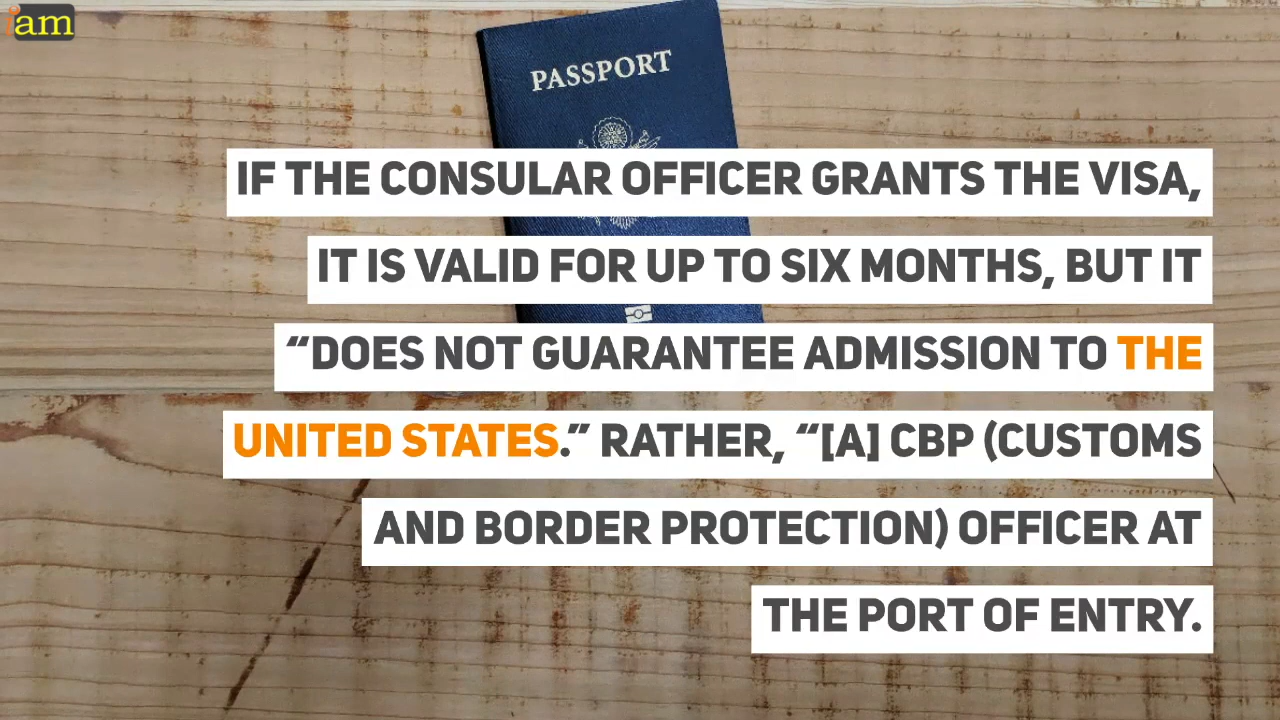 iam
PASSPORT
IF THE CONSULAR OFFICER GRANTS THE VISA,
IT IS VALID FOR UP TO SIX MONTHS, BUT IT
“DOES NOT GUARANTEE ADMISSION TO THE
UNITED STATES.” RATHER, “[A] CBP (CUSTOMS
AND BORDER PROTECTION) OFFICER AT
THE PORT OF ENTRY.